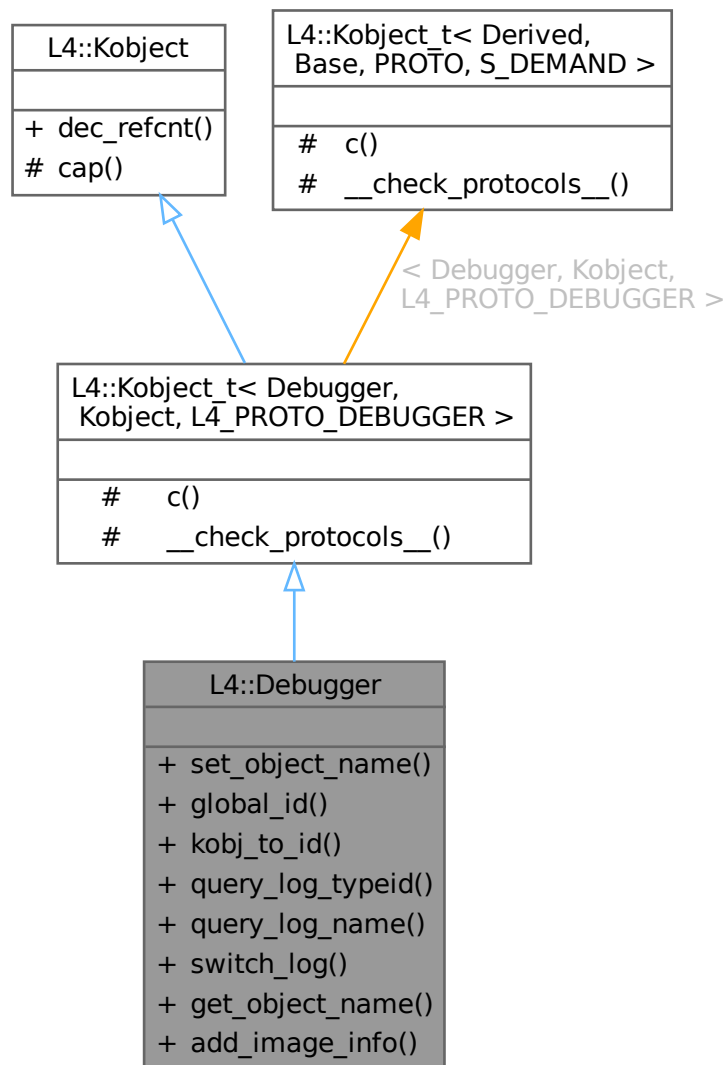 L4::Kobject
+ dec_refcnt()
# cap()
L4::Kobject_t< Derived,
Base, PROTO, S_DEMAND >
# c()
# __check_protocols__()
< Debugger, Kobject,
L4_PROTO_DEBUGGER >
L4::Kobject_t< Debugger,
Kobject, L4_PROTO_DEBUGGER >
# c()
# __check_protocols__()
L4::Debugger
+ set_object_name()
+ global_id()
+ kobj_to_id()
+ query_log_typeid()
+ query_log_name()
+ switch_log()
+ get_object_name()
+ add_image_info()